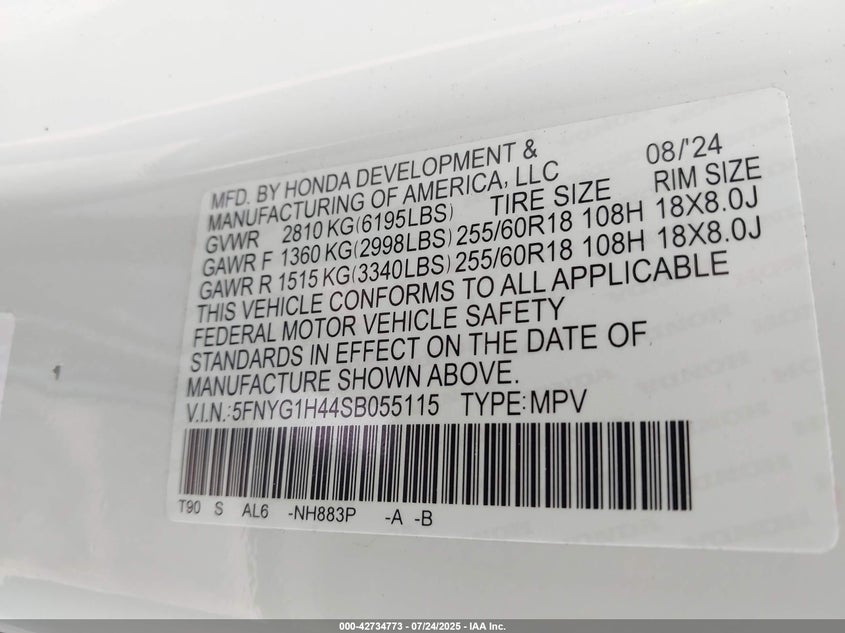 MFD. BY HONDA DEVELOPMENT & 08/'24
MANUFACTURING OF AMERICA, LLC
GVWR 2810 KG(6195LBS) TIRE SIZE RIM SIZE
GAWR F 1360 KG(2998LBS) 255/60R18 108H 18X8.0J
GAWR R 1515 KG(3340LBS) 255/60R18 108H 18X8.0J
THIS VEHICLE CONFORMS TO ALL APPLICABLE
FEDERAL MOTOR VEHICLE SAFETY
STANDARDS IN EFFECT ON THE DATE OF
MANUFACTURE SHOWN ABOVE.
V.I.N.:5FNYG1H44SB055115 TYPE:MPV
T90 S AL6 -NH883P -A -B
HONDA
000-42734773 - 07/24/2025 - IAA Inc.